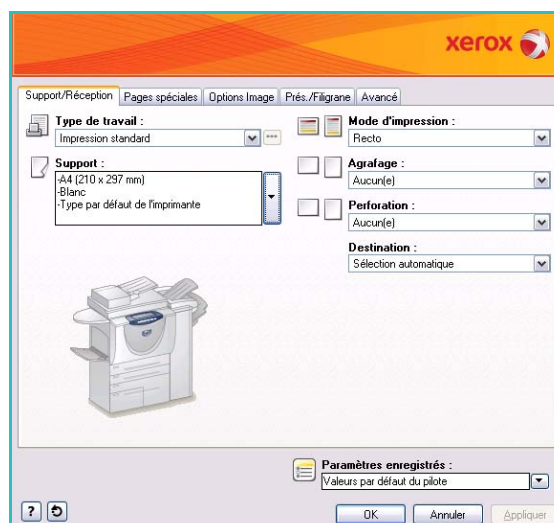 xerox
Support/Réception Pages spéciales Options Image Prés./Filigrane Avancé
Type de travail :
Impression standard
Support :
-A4 (210 x 297 mm)
-Blanc
-Type par défaut de l'imprimante
Mode d'impression :
Recto
Agrafage :
Aucun(e)
Perforation :
Aucun(e)
Destination :
Sélection automatique
Paramètres enregistrés :
Valeurs par défaut du pilote
? OK Annuler Appliquer